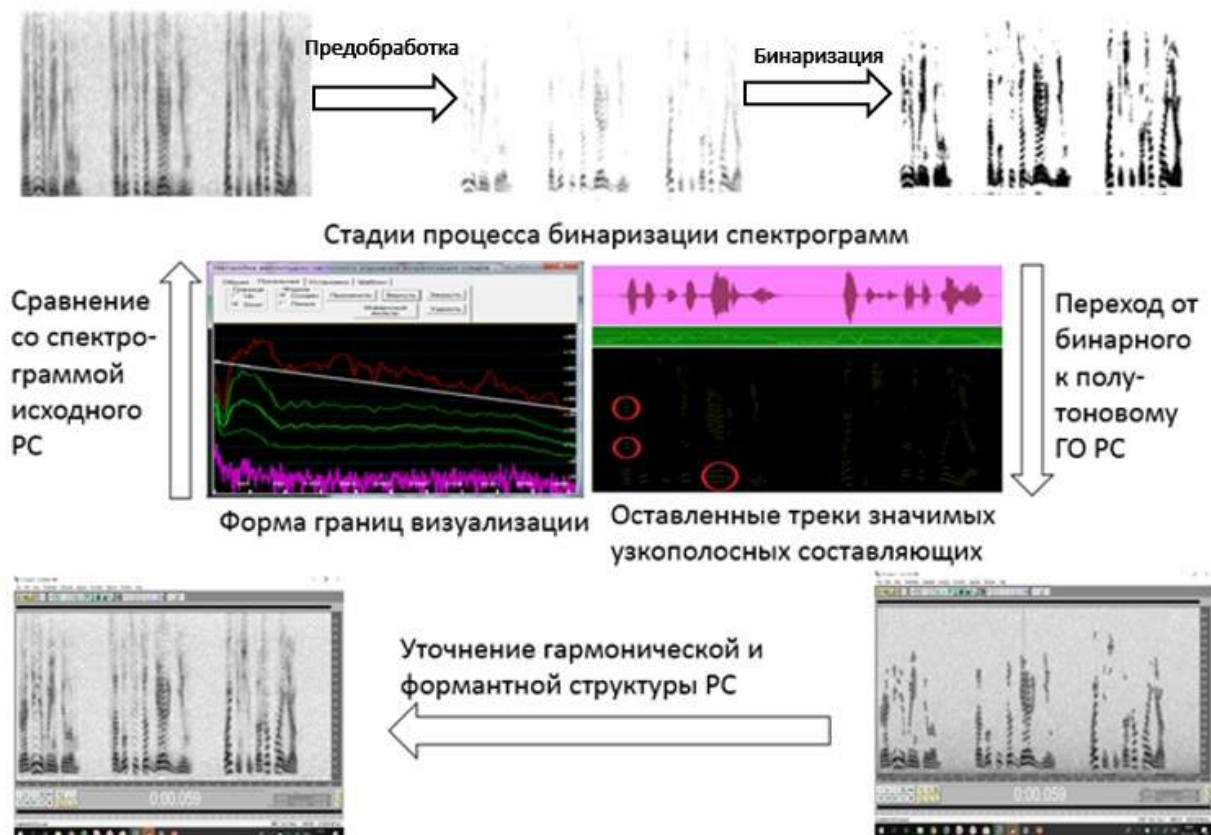 Предобработка
Бинаризация
Стадии процесса бинаризации спектрограмм
Сравнение
со спектро-
граммой
исходного
РС
Переход от
бинарного
к полу-
тоновому
ГО РС
Форма границ визуализации
Оставленные треки значимых
узкополосных составляющих
Уточнение гармонической и
формантной структуры РС
0:00.059
0:00.059